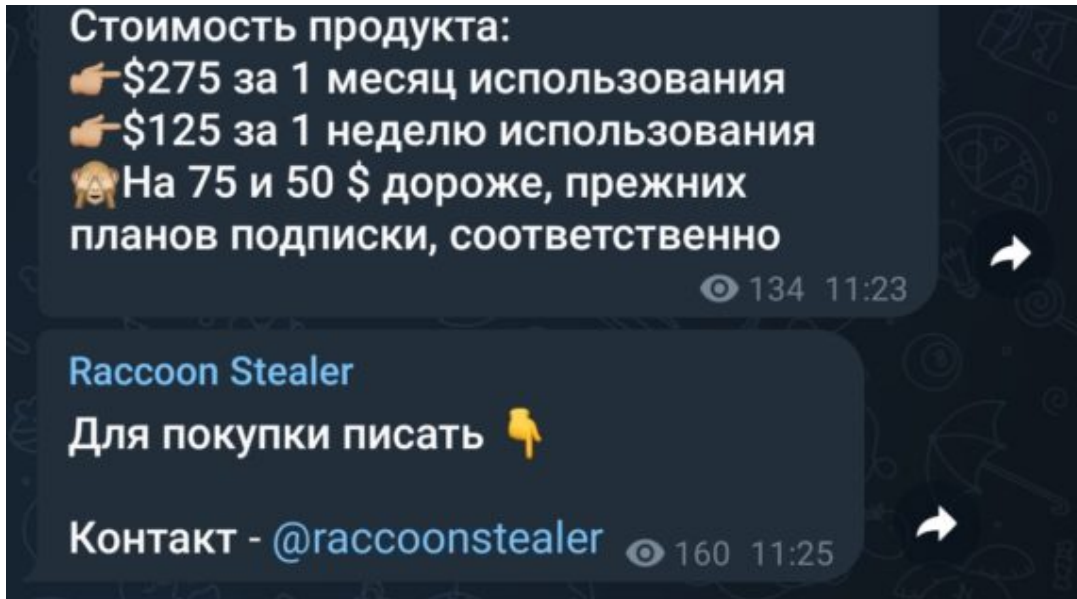 Стоимость продукта:
👉$275 за 1 месяц использования
👉$125 за 1 неделю использования
🙈На 75 и 50 $ дороже, прежних
планов подписки, соответственно
134 11:23
Raccoon Stealer
Для покупки писать 👇
Контакт - @raccoonstealer 160 11:25